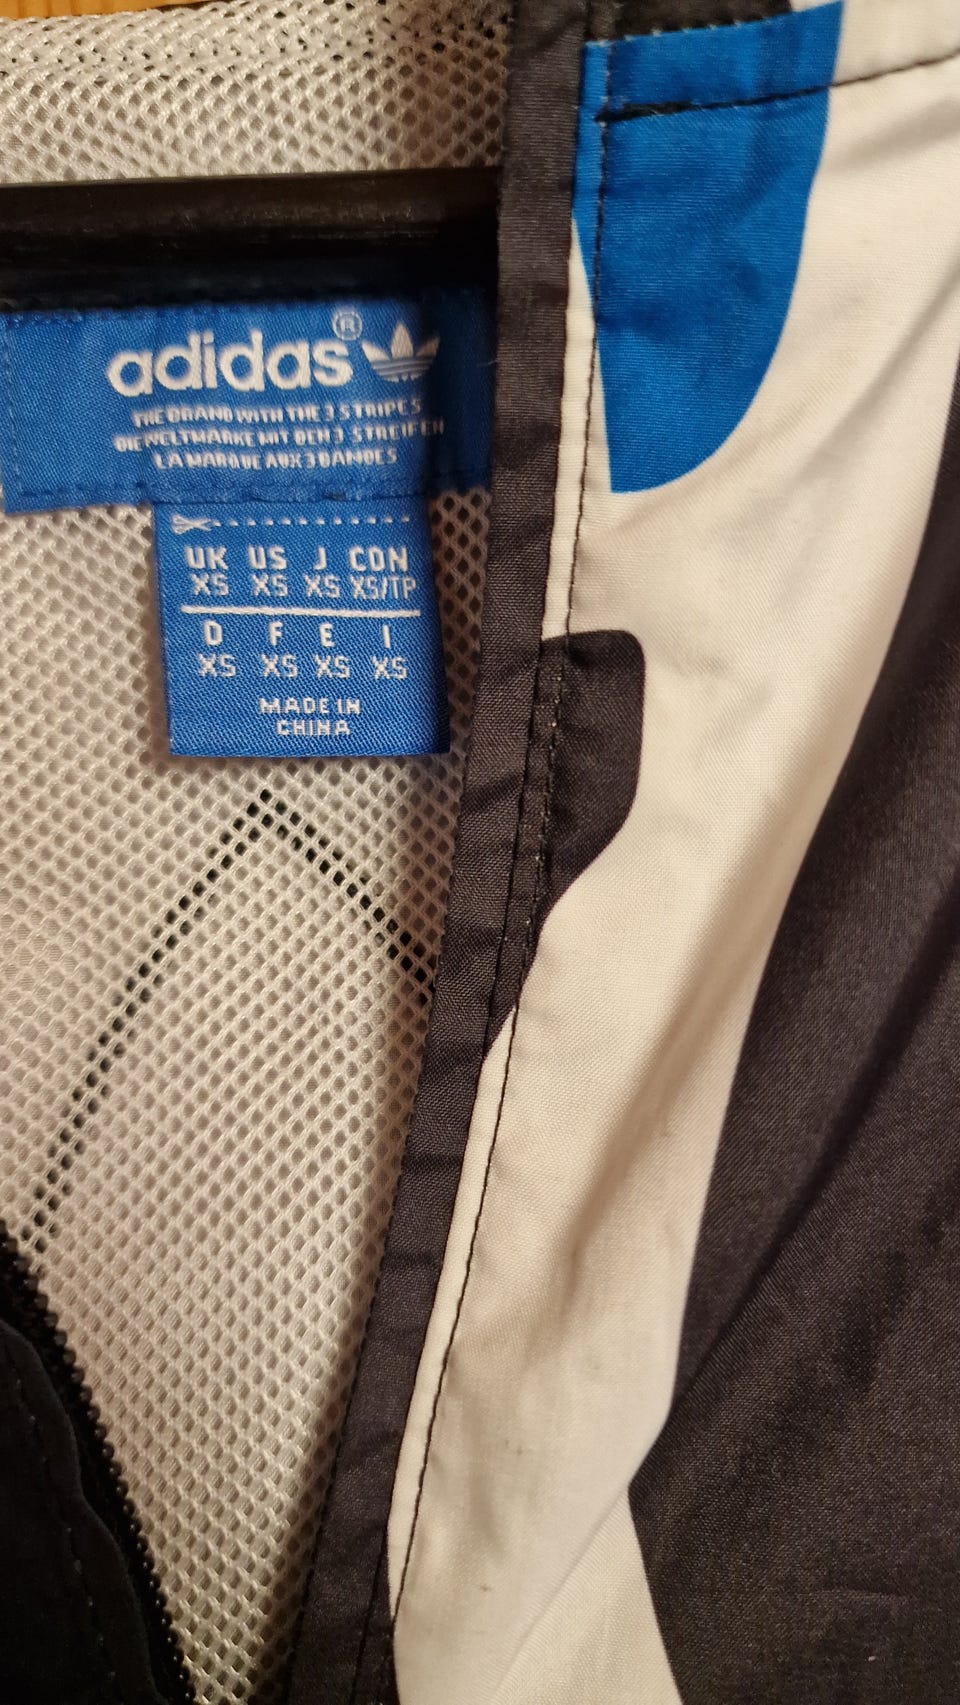 adidas®
THE BRAND WITH THE 3 STRIPES
DIE WELTMARKE MIT DEN 3 STREIFEN
LA MARQUE AUX 3 BANDES
UK US J CDN
XS XS XS XS/TP
D F E I
XS XS XS XS
MADE IN
CHINA